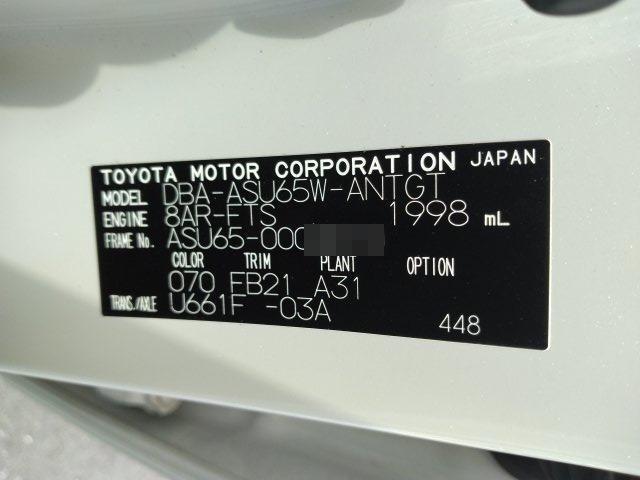 TOYOTA MOTOR CORPORATION JAPAN
MODEL DBA-ASU65W-ANTGT
ENGINE 8AR-FTS 1998 mL
FRAME No. ASU65-000
COLOR TRIM PLANT OPTION
070 FB21 A31
TRANS./AXLE U661F -03A
448